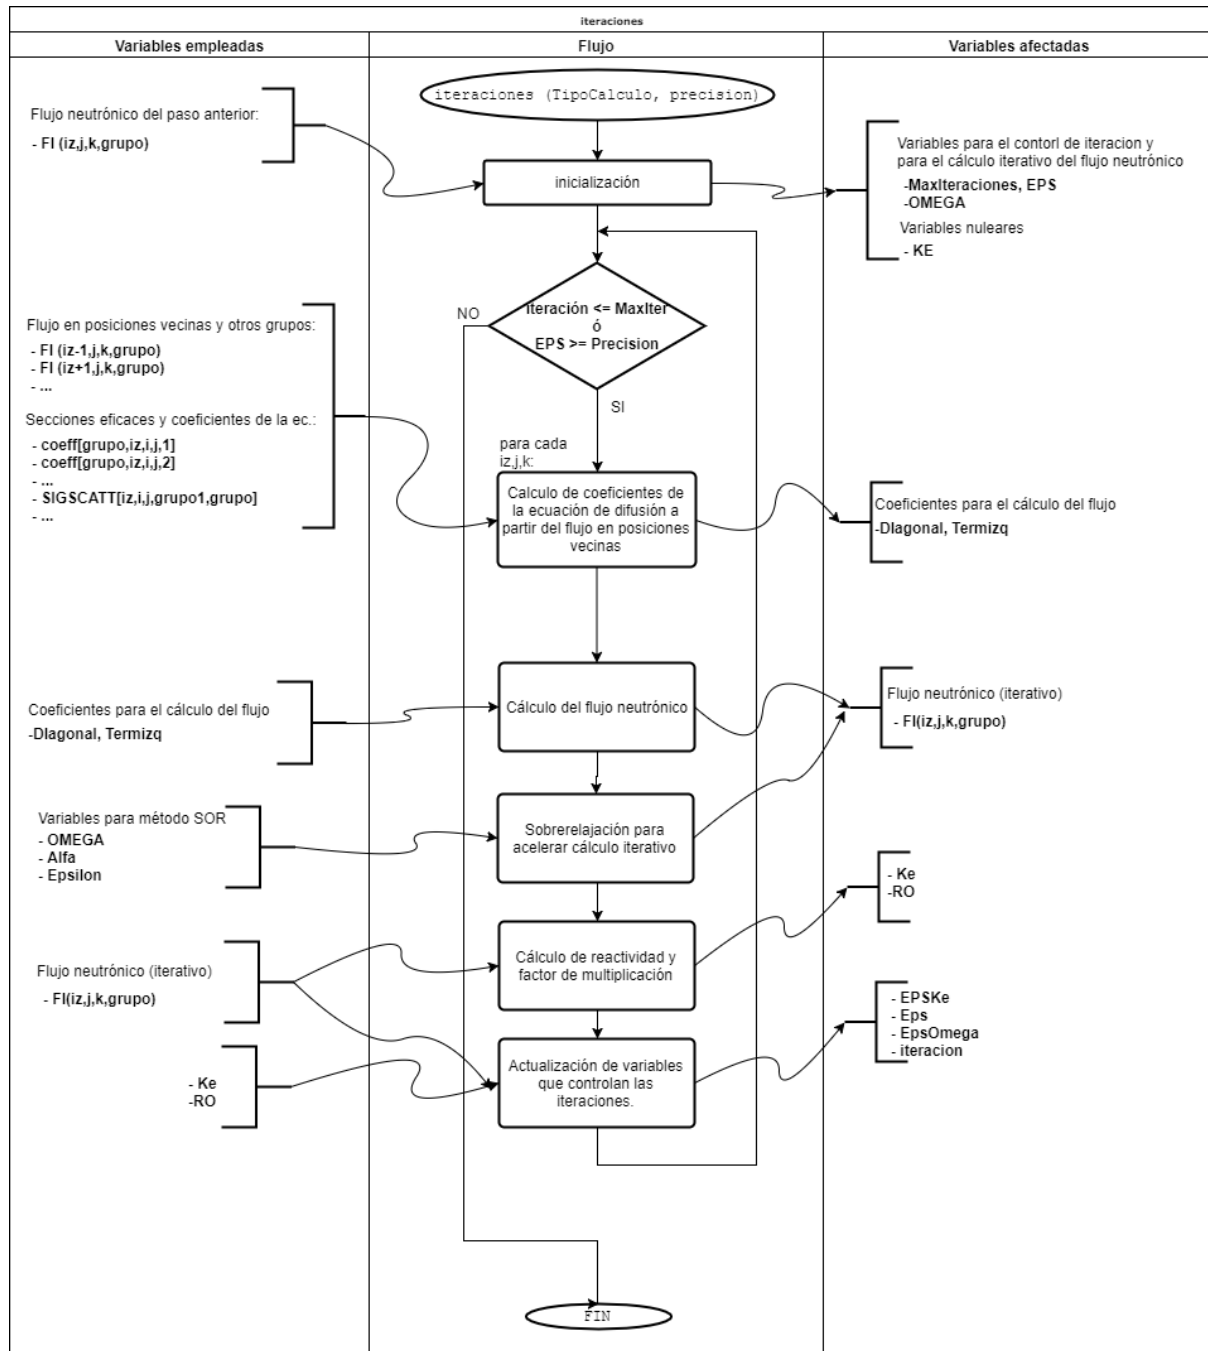 iteraciones
Variables empleadas
Flujo
Variables afectadas
iteraciones (TipoCalculo, precision)
Flujo neutrónico del paso anterior:
- FI (iz,j,k,grupo)
inicialización
Variables para el contorl de iteracion y
para el cálculo iterativo del flujo neutrónico
-MaxIteraciones, EPS
-OMEGA
Variables nuleares
- KE
NO
iteración <= MaxIter
ó
EPS >= Precision
SI
Flujo en posiciones vecinas y otros grupos:
- FI (iz-1,j,k,grupo)
- FI (iz+1,j,k,grupo)
- ...
Secciones eficaces y coeficientes de la ec.:
- coeff[grupo,iz,i,j,1]
- coeff[grupo,iz,i,j,2]
- ...
- SIGSCATT[iz,i,j,grupo1,grupo]
- ...
para cada
iz,j,k:
Calculo de coeficientes de
la ecuación de difusión a
partir del flujo en posiciones
vecinas
Coeficientes para el cálculo del flujo
-DIagonal, Termizq
Coeficientes para el cálculo del flujo
-DIagonal, Termizq
Cálculo del flujo neutrónico
Flujo neutrónico (iterativo)
- FI(iz,j,k,grupo)
Variables para método SOR
- OMEGA
- Alfa
- Epsilon
Sobrerelajación para
acelerar cálculo iterativo
- Ke
-RO
Flujo neutrónico (iterativo)
- FI(iz,j,k,grupo)
Cálculo de reactividad y
factor de multiplicación
- EPSKe
- Eps
- EpsOmega
- iteracion
- Ke
-RO
Actualización de variables
que controlan las
iteraciones.
FIN